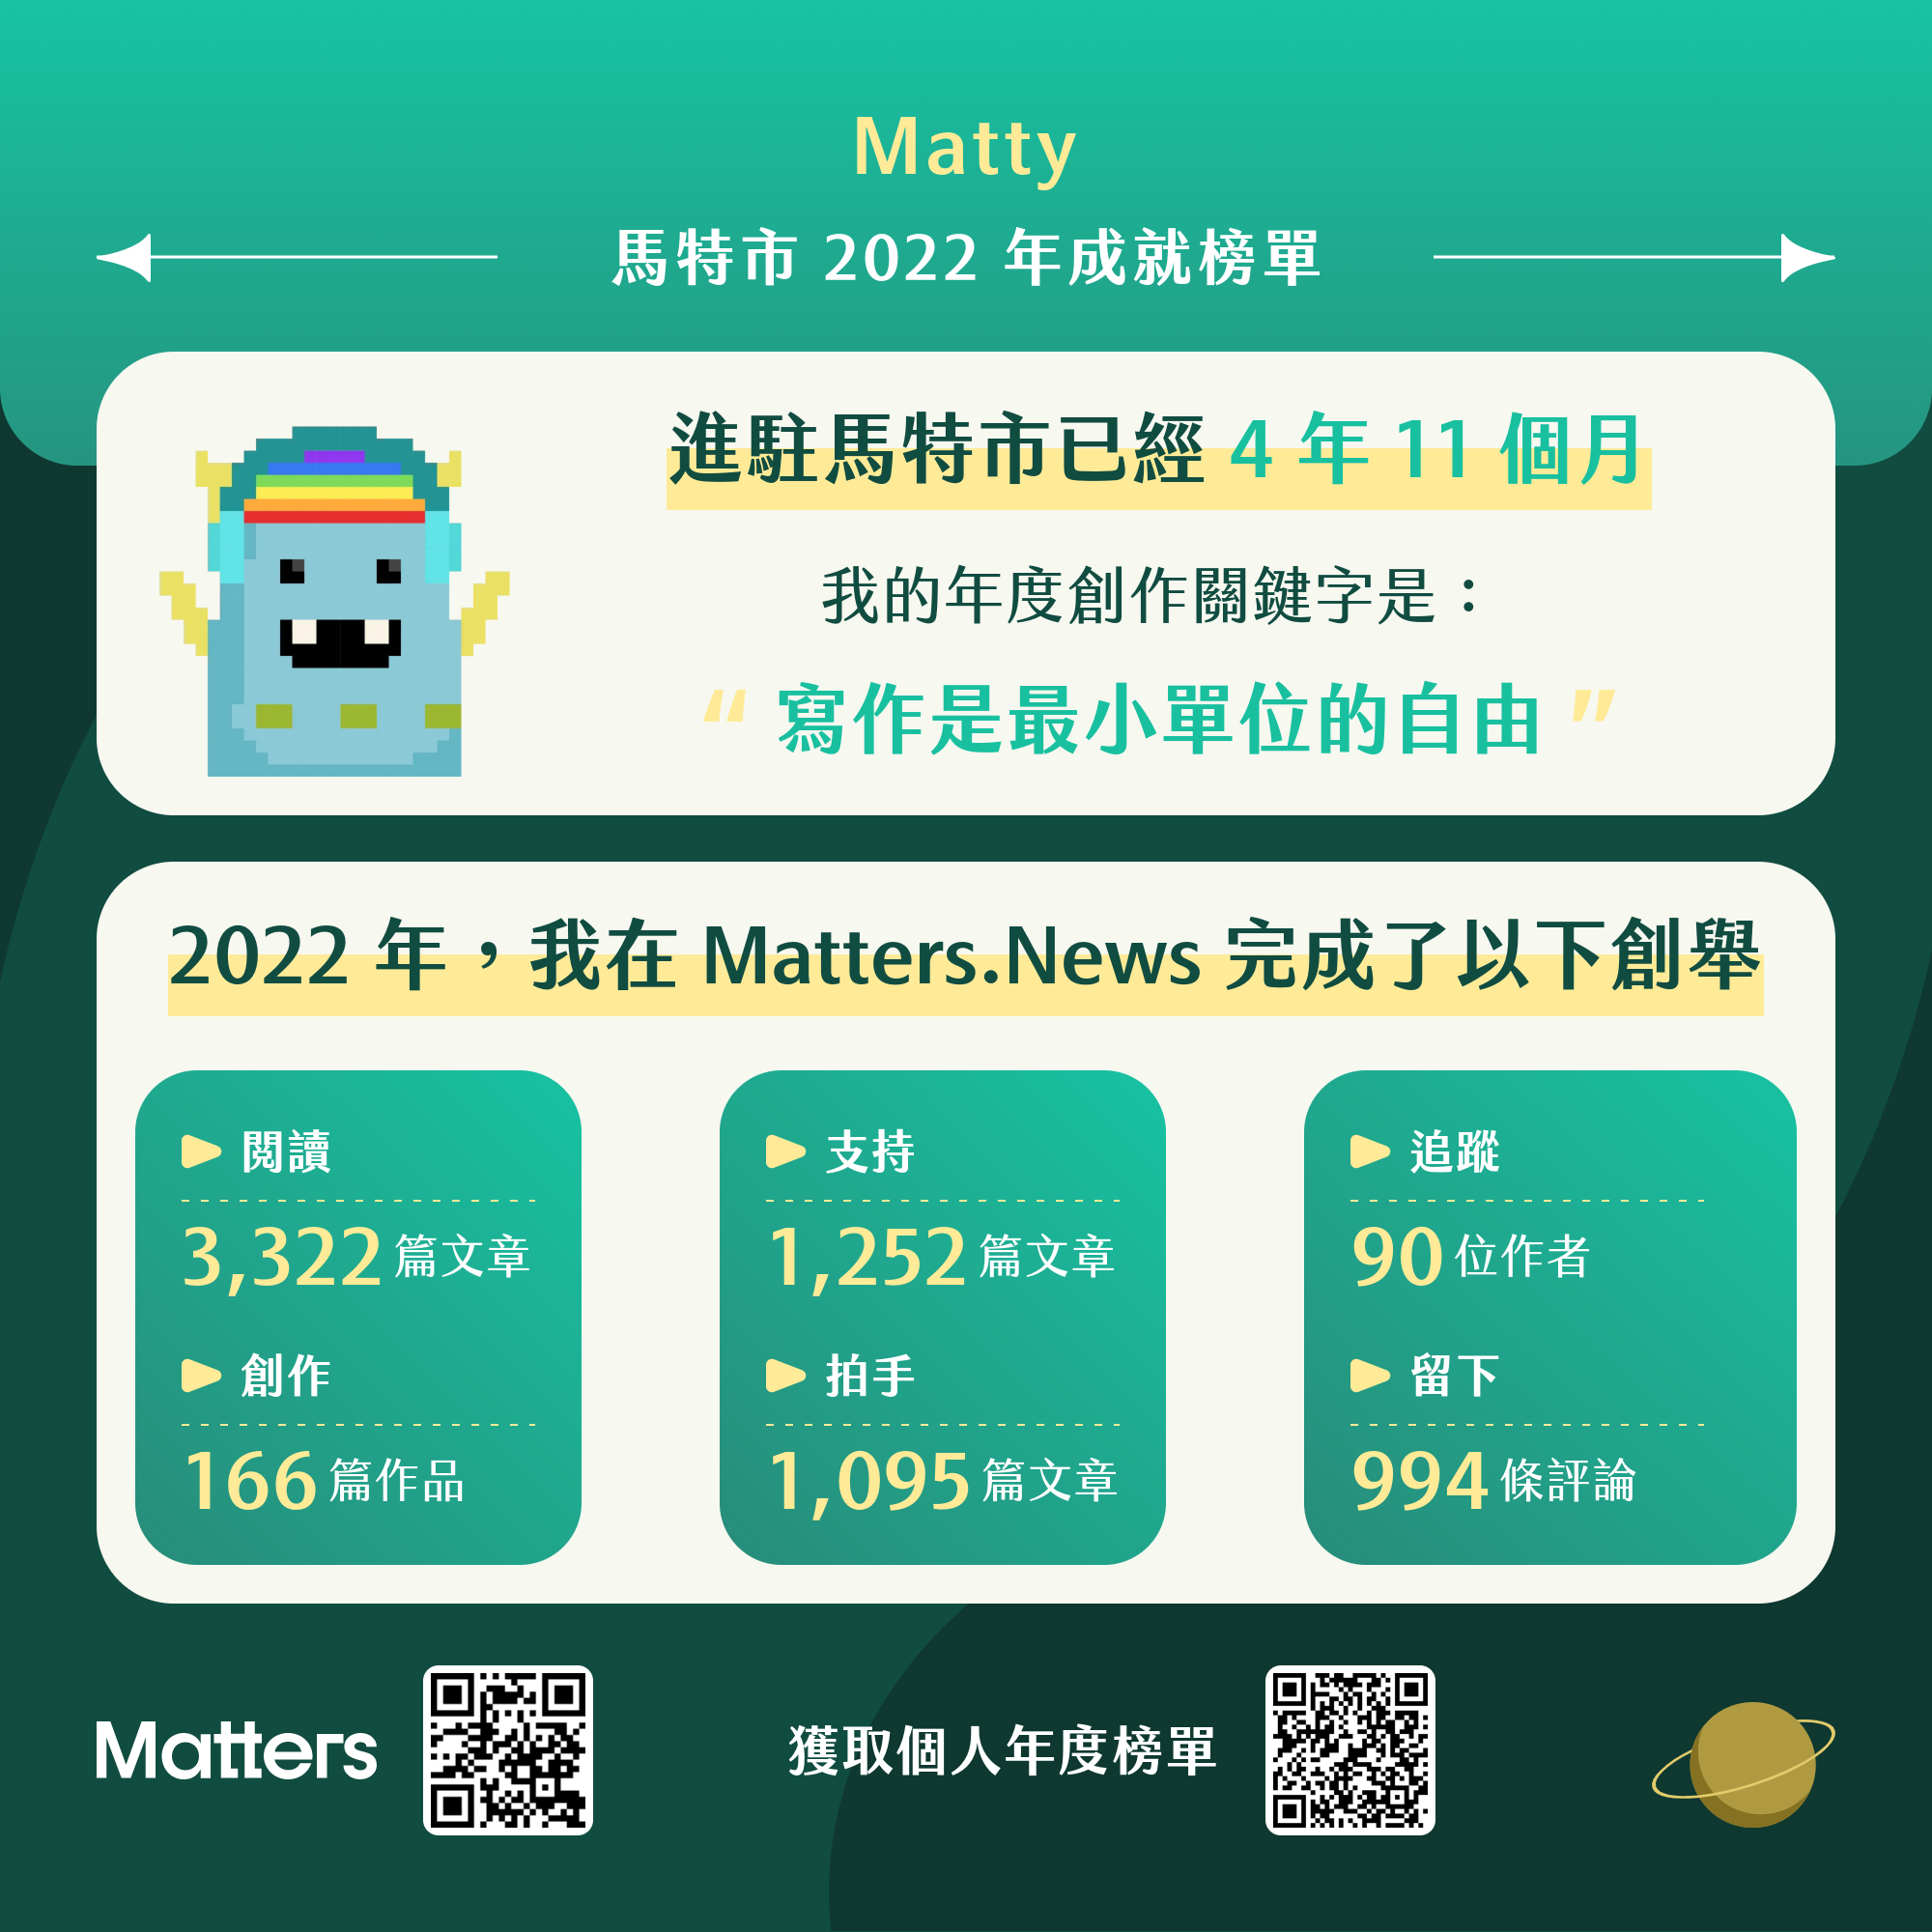 Matty
馬特市 2022 年成就榜單
進駐馬特市已經 4 年 11 個月
我的年度創作關鍵字是：
“ 寫作是最小單位的自由 ”
2022 年，我在 Matters.News 完成了以下創舉
閱讀
3,322 篇文章
創作
166 篇作品
支持
1,252 篇文章
拍手
1,095 篇文章
追蹤
90 位作者
留下
994 條評論
Matters
獲取個人年度榜單